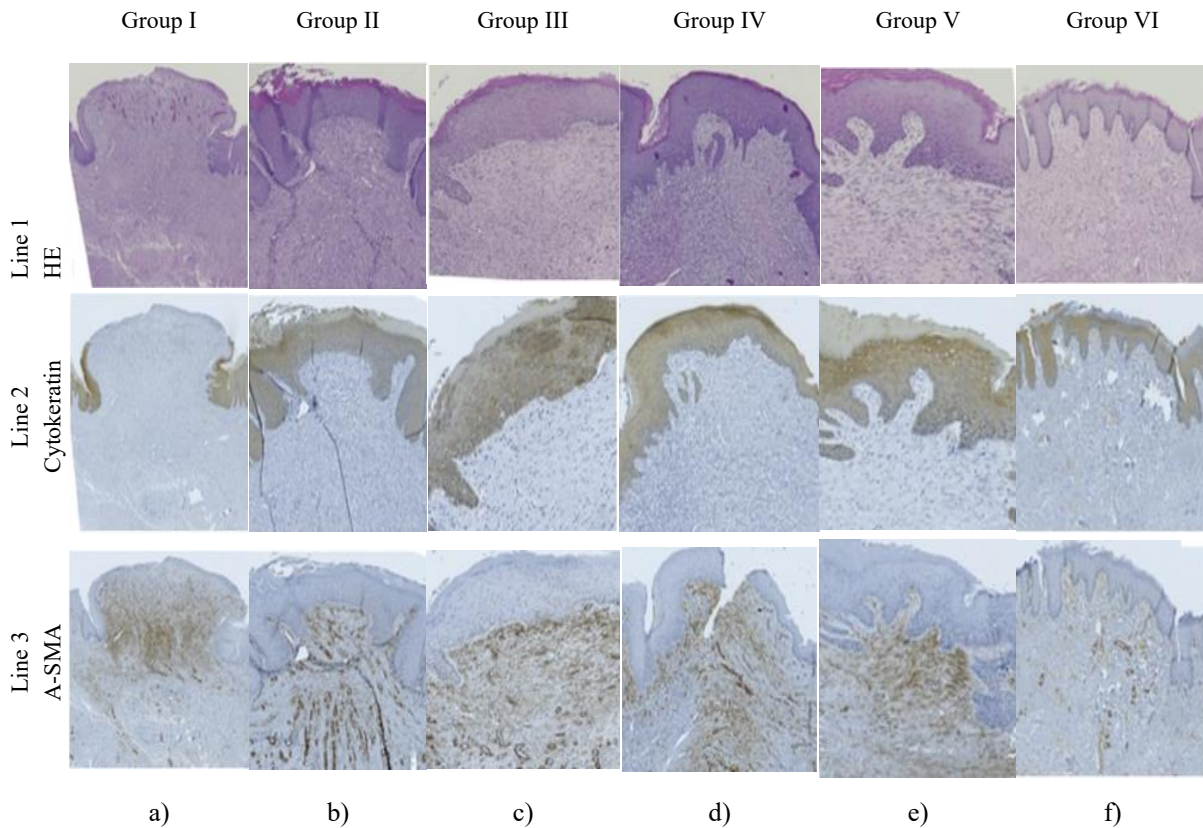 Group I Group II Group III Group IV Group V Group VI
Line 1
HE
Line 2
Cytokeratin
Line 3
A-SMA
a) b) c) d) e) f)